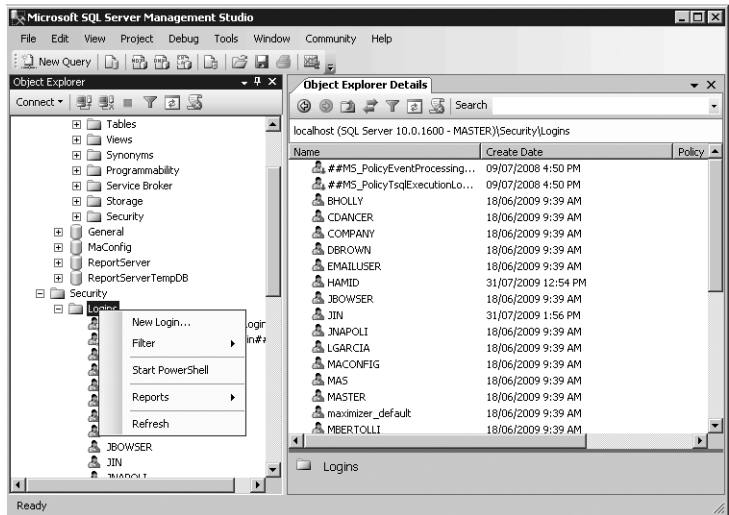 Microsoft SQL Server Management Studio
File Edit View Project Debug Tools Window Community Help
New Query
Object Explorer
Connect
Tables
Views
Synonyms
Programmability
Service Broker
Storage
Security
General
MaConfig
ReportServer
ReportServerTempDB
Security
Logins
New Login...
Filter
Start PowerShell
Reports
Refresh
JBOWSER
JIN
JNAPOLI
Object Explorer Details
Search
localhost (SQL Server 10.0.1600 - MASTER)\Security\Logins
Name Create Date Policy
##MS_PolicyEventProcessing... 09/07/2008 4:50 PM
##MS_PolicyTsqlExecutionLo... 09/07/2008 4:50 PM
BHOLLY 18/06/2009 9:39 AM
CDANCER 18/06/2009 9:39 AM
COMPANY 18/06/2009 9:39 AM
DBROWN 18/06/2009 9:39 AM
EMAILUSER 18/06/2009 9:39 AM
HAMID 31/07/2009 12:54 PM
JBOWSER 18/06/2009 9:39 AM
JIN 31/07/2009 1:56 PM
JNAPOLI 18/06/2009 9:39 AM
LGARCIA 18/06/2009 9:39 AM
MACONFIG 18/06/2009 9:39 AM
MAS 18/06/2009 9:39 AM
MASTER 18/06/2009 9:39 AM
maximizer_default 18/06/2009 9:39 AM
MBERTOLLI 18/06/2009 9:39 AM
Logins
Ready